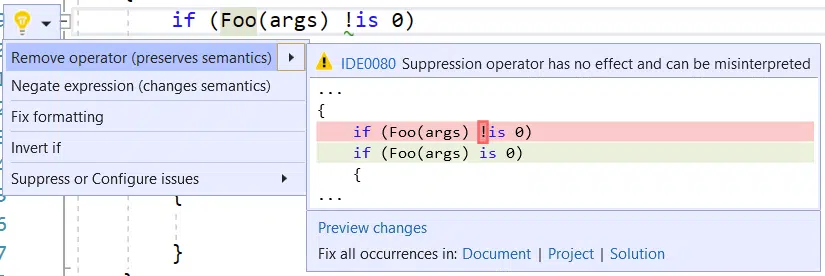 if (Foo(args) !is 0)
Remove operator (preserves semantics)
Negate expression (changes semantics)
Fix formatting
Invert if
Suppress or Configure issues
IDE0080 Suppression operator has no effect and can be misinterpreted
...
{
if (Foo(args) !is 0)
if (Foo(args) is 0)
{
...
Preview changes
Fix all occurrences in: Document | Project | Solution
{
6
7
}